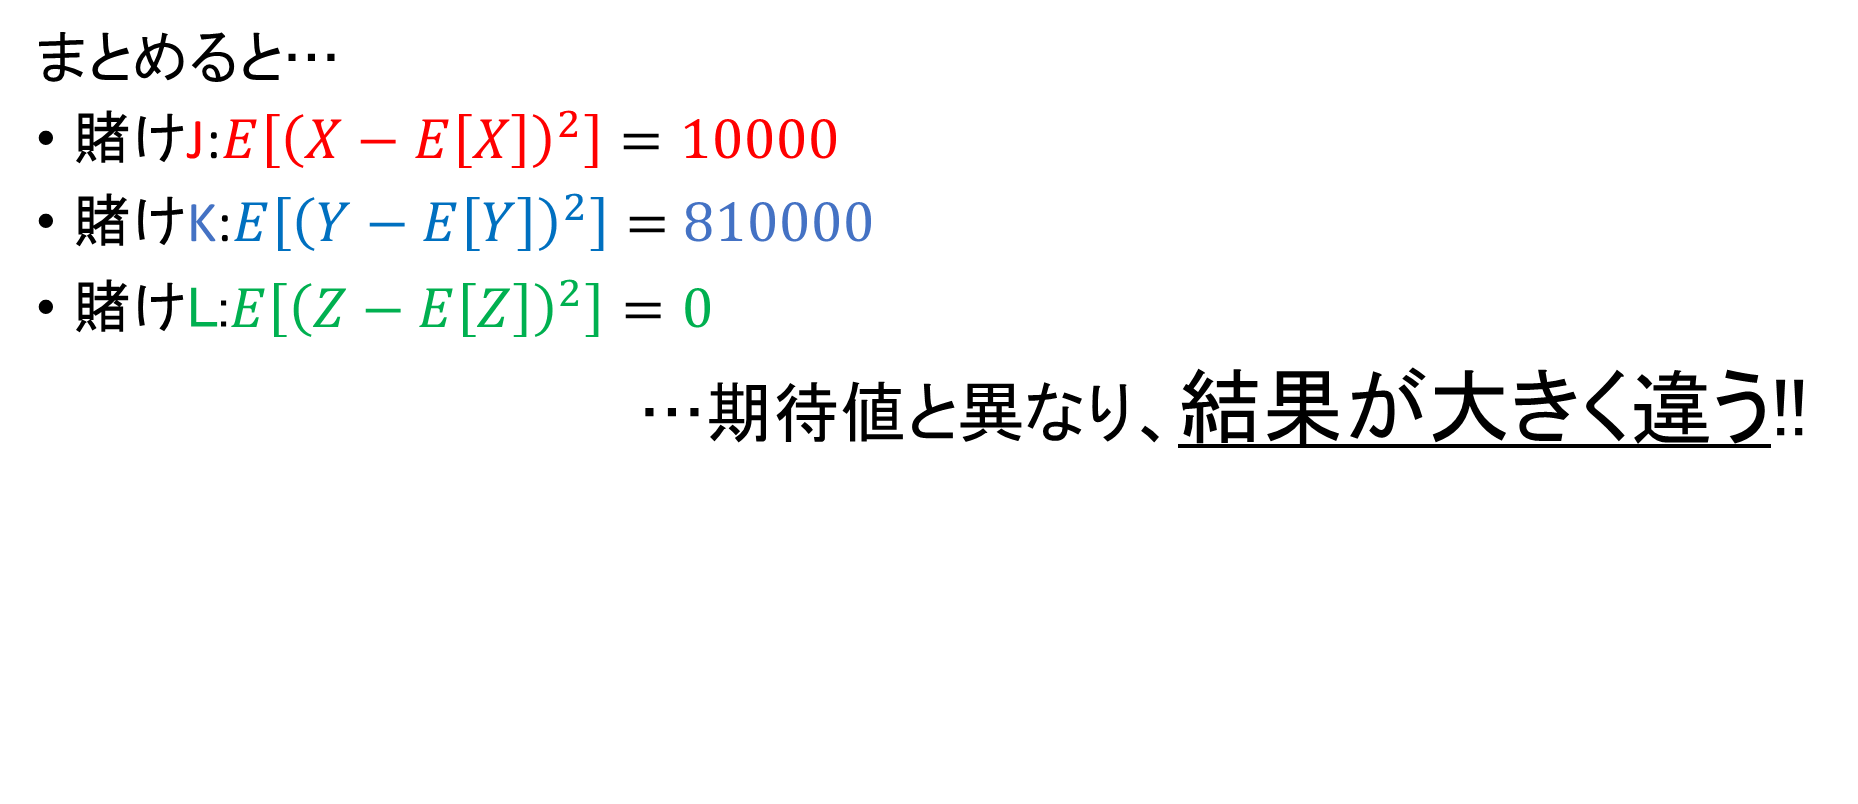 まとめると…
• 賭けJ:E[(X − E[X])²] = 10000
• 賭けK:E[(Y − E[Y])²] = 810000
• 賭けL:E[(Z − E[Z])²] = 0
…期待値と異なり、結果が大きく違う!!